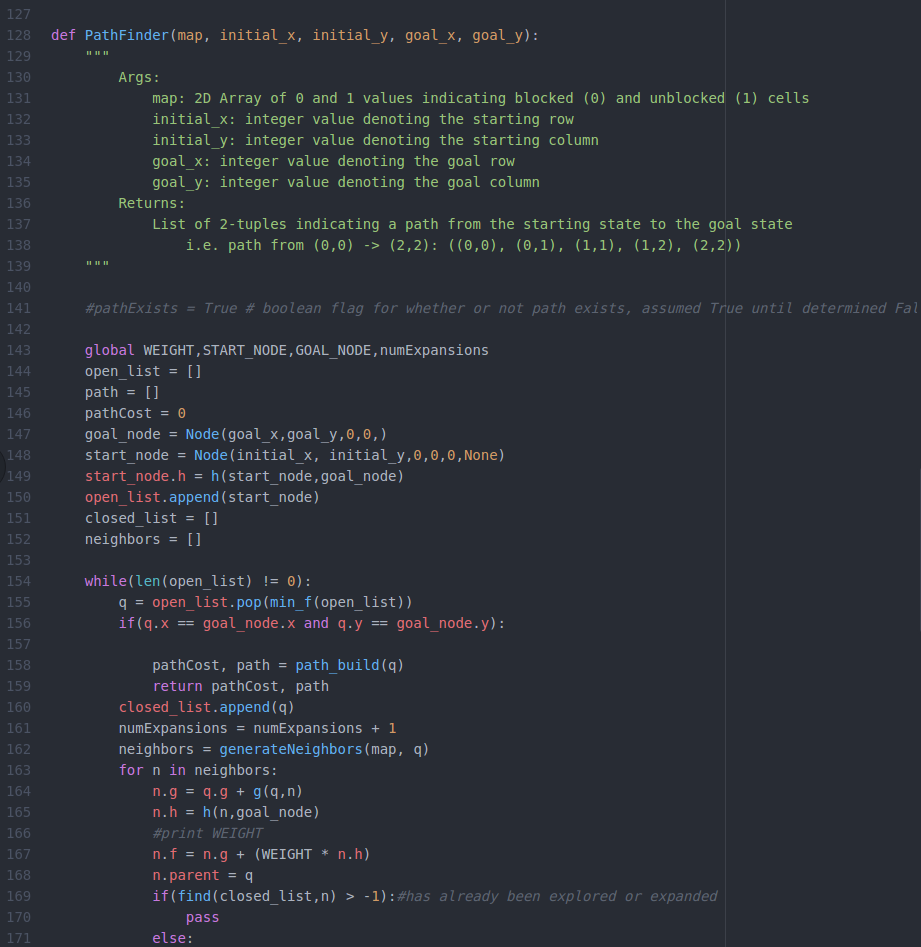 127
128 def PathFinder(map, initial_x, initial_y, goal_x, goal_y):
129     """
130         Args:
131             map: 2D Array of 0 and 1 values indicating blocked (0) and unblocked (1) cells
132             initial_x: integer value denoting the starting row
133             initial_y: integer value denoting the starting column
134             goal_x: integer value denoting the goal row
135             goal_y: integer value denoting the goal column
136         Returns:
137             List of 2-tuples indicating a path from the starting state to the goal state
138                 i.e. path from (0,0) -> (2,2): ((0,0), (0,1), (1,1), (1,2), (2,2))
139     """
140
141     #pathExists = True # boolean flag for whether or not path exists, assumed True until determined Fal
142
143     global WEIGHT,START_NODE,GOAL_NODE,numExpansions
144     open_list = []
145     path = []
146     pathCost = 0
147     goal_node = Node(goal_x,goal_y,0,0,)
148     start_node = Node(initial_x, initial_y,0,0,0,None)
149     start_node.h = h(start_node,goal_node)
150     open_list.append(start_node)
151     closed_list = []
152     neighbors = []
153
154     while(len(open_list) != 0):
155         q = open_list.pop(min_f(open_list))
156         if(q.x == goal_node.x and q.y == goal_node.y):
157
158             pathCost, path = path_build(q)
159             return pathCost, path
160         closed_list.append(q)
161         numExpansions = numExpansions + 1
162         neighbors = generateNeighbors(map, q)
163         for n in neighbors:
164             n.g = q.g + g(q,n)
165             n.h = h(n,goal_node)
166             #print WEIGHT
167             n.f = n.g + (WEIGHT * n.h)
168             n.parent = q
169             if(find(closed_list,n) > -1):#has already been explored or expanded
170                 pass
171             else: